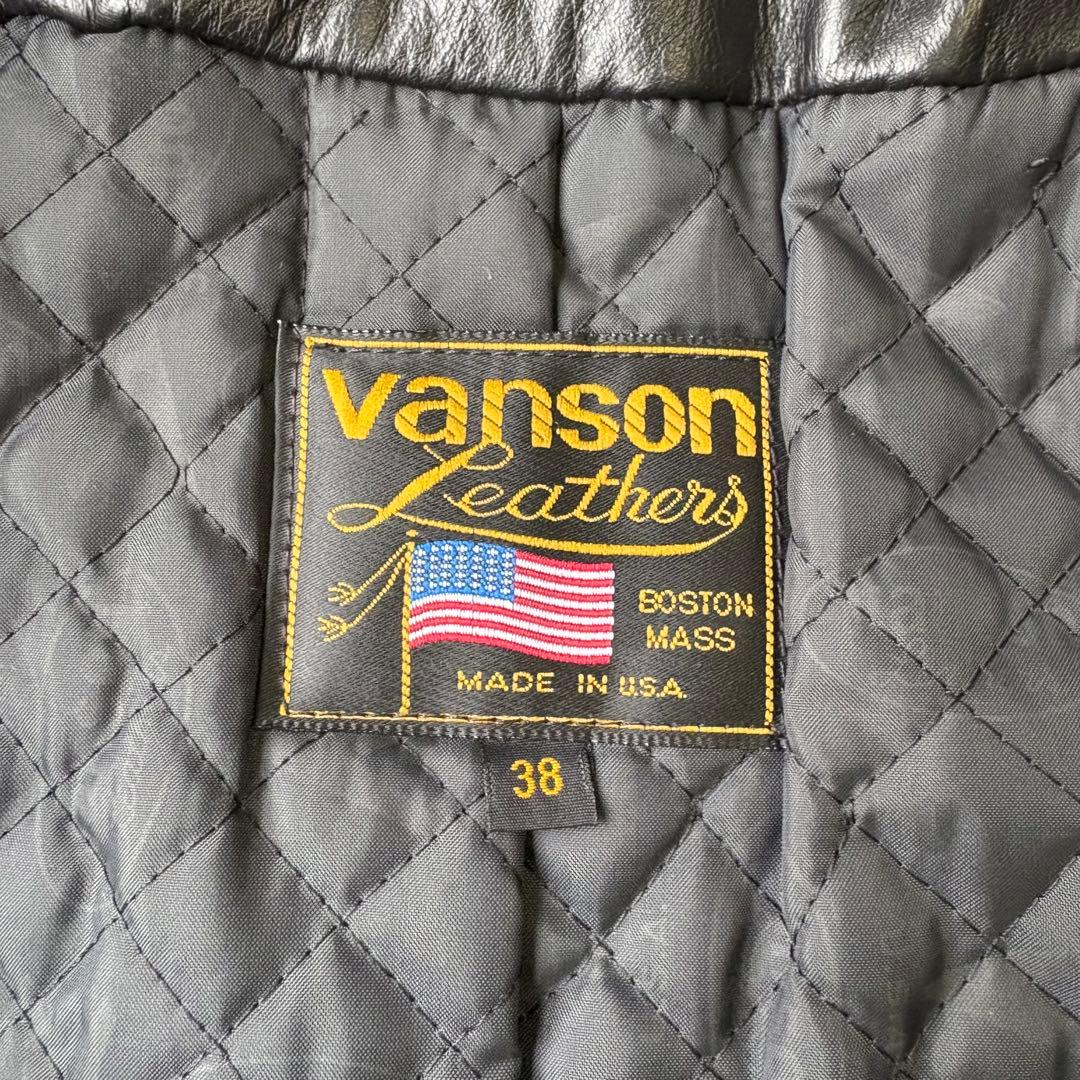 vanson
Leathers
BOSTON
MASS
MADE IN U.S.A.
38